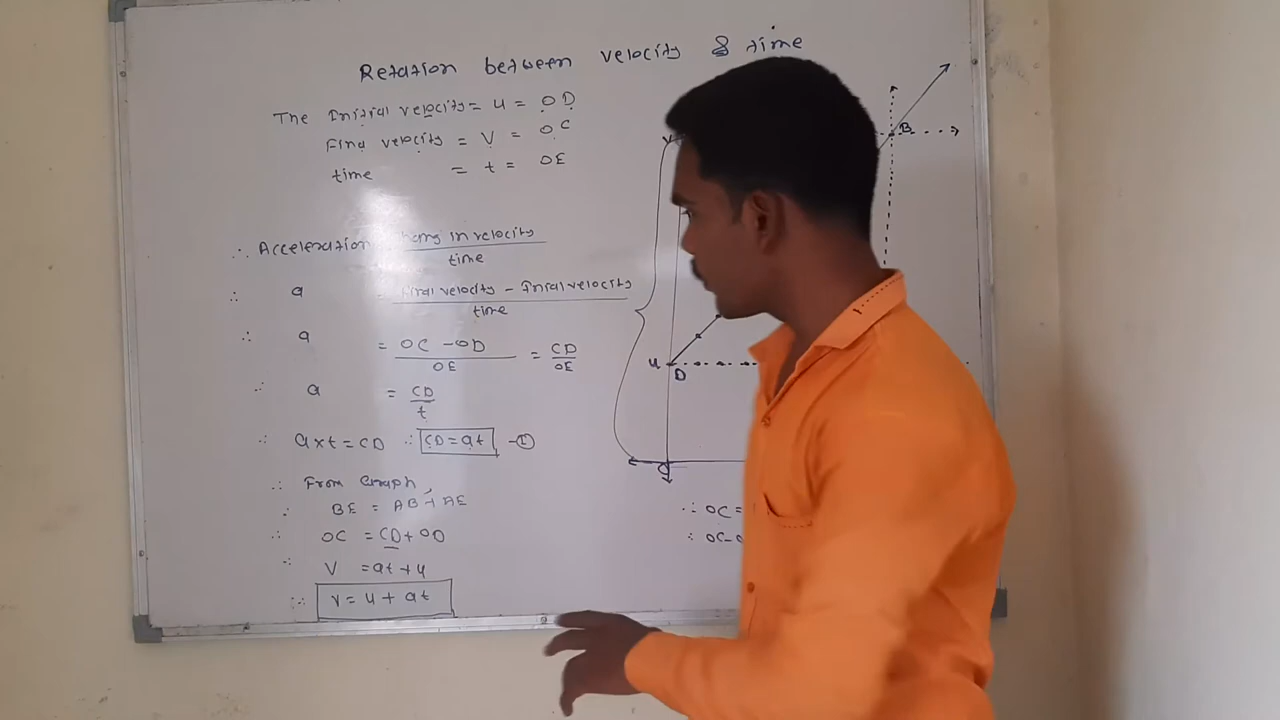 Relation between velocity & time
The Initial velocity = u = OD
Final velocity = V = OC
time = t = OE
∴ Acceleration in velocity
time
∴ a = Final velocity - Initial velocity
time
∴ a = OC - OD / OE = CD / OE
∴ a = CD / t
∴ a x t = CD ∴ CD = at - ①
∴ From Graph,
∴ BE = AB + AE
∴ OC = CD + OD
∴ V = at + u
∴ V = u + at
V
B
u
D
O
∴ OC =
∴ OC-O